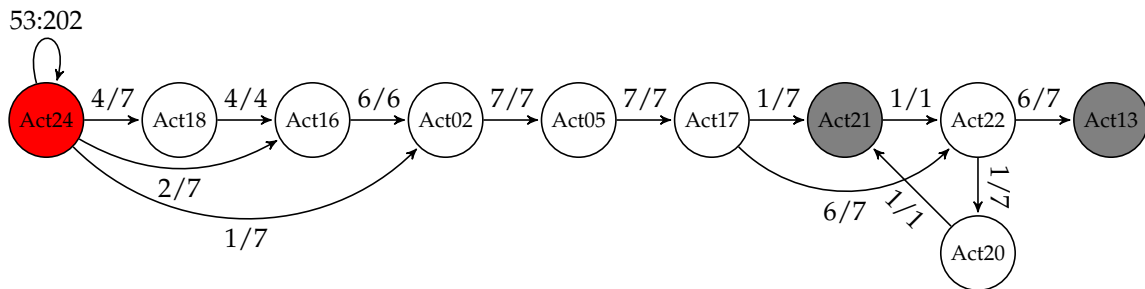 53:202
4/7
4/4
6/6
7/7
7/7
1/7
1/1
6/7
Act24
Act18
Act16
Act02
Act05
Act17
Act21
Act22
Act13
2/7
1/7
6/7
1/1
1/7
Act20